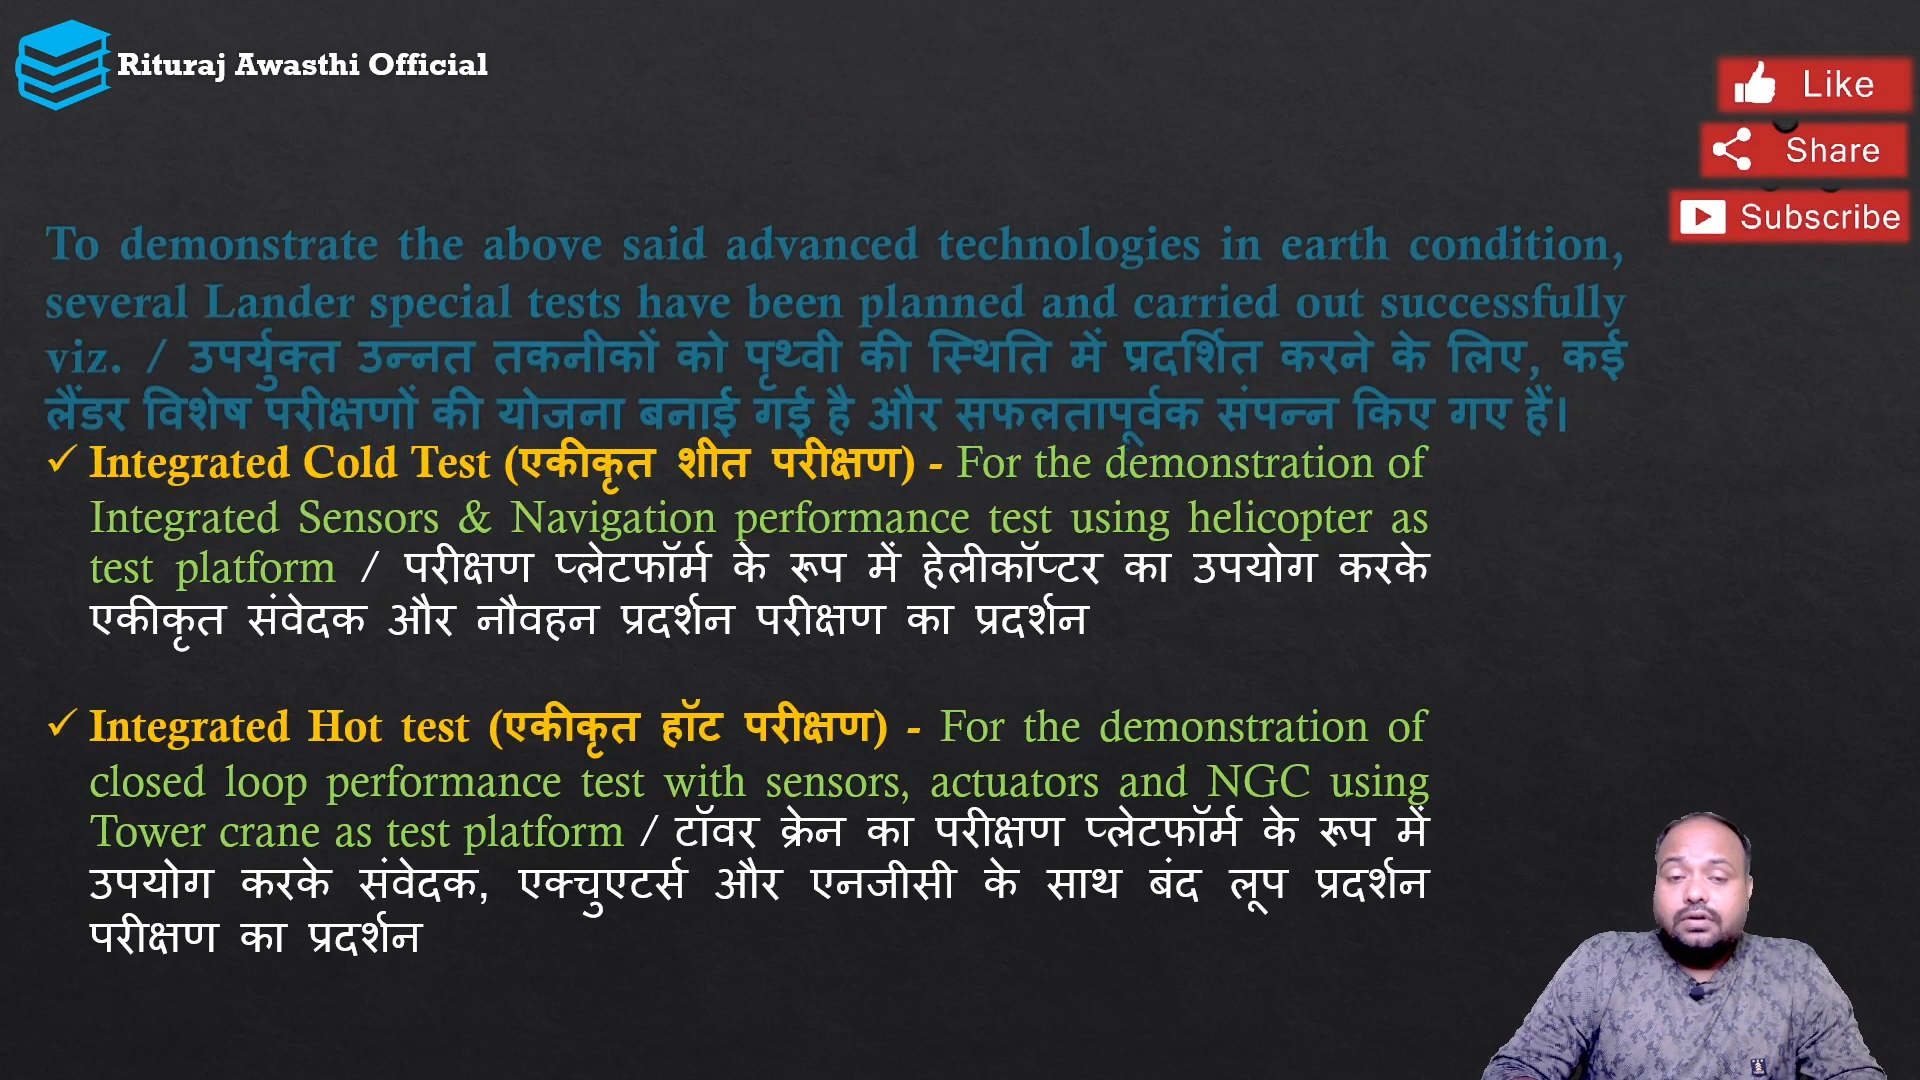 Rituraj Awasthi Official
Like
Share
Subscribe
To demonstrate the above said advanced technologies in earth condition,
several Lander special tests have been planned and carried out successfully
viz. / उपर्युक्त उन्नत तकनीकों को पृथ्वी की स्थिति में प्रदर्शित करने के लिए, कई
लैंडर विशेष परीक्षणों की योजना बनाई गई है और सफलतापूर्वक संपन्न किए गए हैं।
✓ Integrated Cold Test (एकीकृत शीत परीक्षण) - For the demonstration of
Integrated Sensors & Navigation performance test using helicopter as
test platform / परीक्षण प्लेटफॉर्म के रूप में हेलीकॉप्टर का उपयोग करके
एकीकृत संवेदक और नौवहन प्रदर्शन परीक्षण का प्रदर्शन
✓ Integrated Hot test (एकीकृत हॉट परीक्षण) - For the demonstration of
closed loop performance test with sensors, actuators and NGC using
Tower crane as test platform / टॉवर क्रेन का परीक्षण प्लेटफॉर्म के रूप में
उपयोग करके संवेदक, एक्चुएटर्स और एनजीसी के साथ बंद लूप प्रदर्शन
परीक्षण का प्रदर्शन